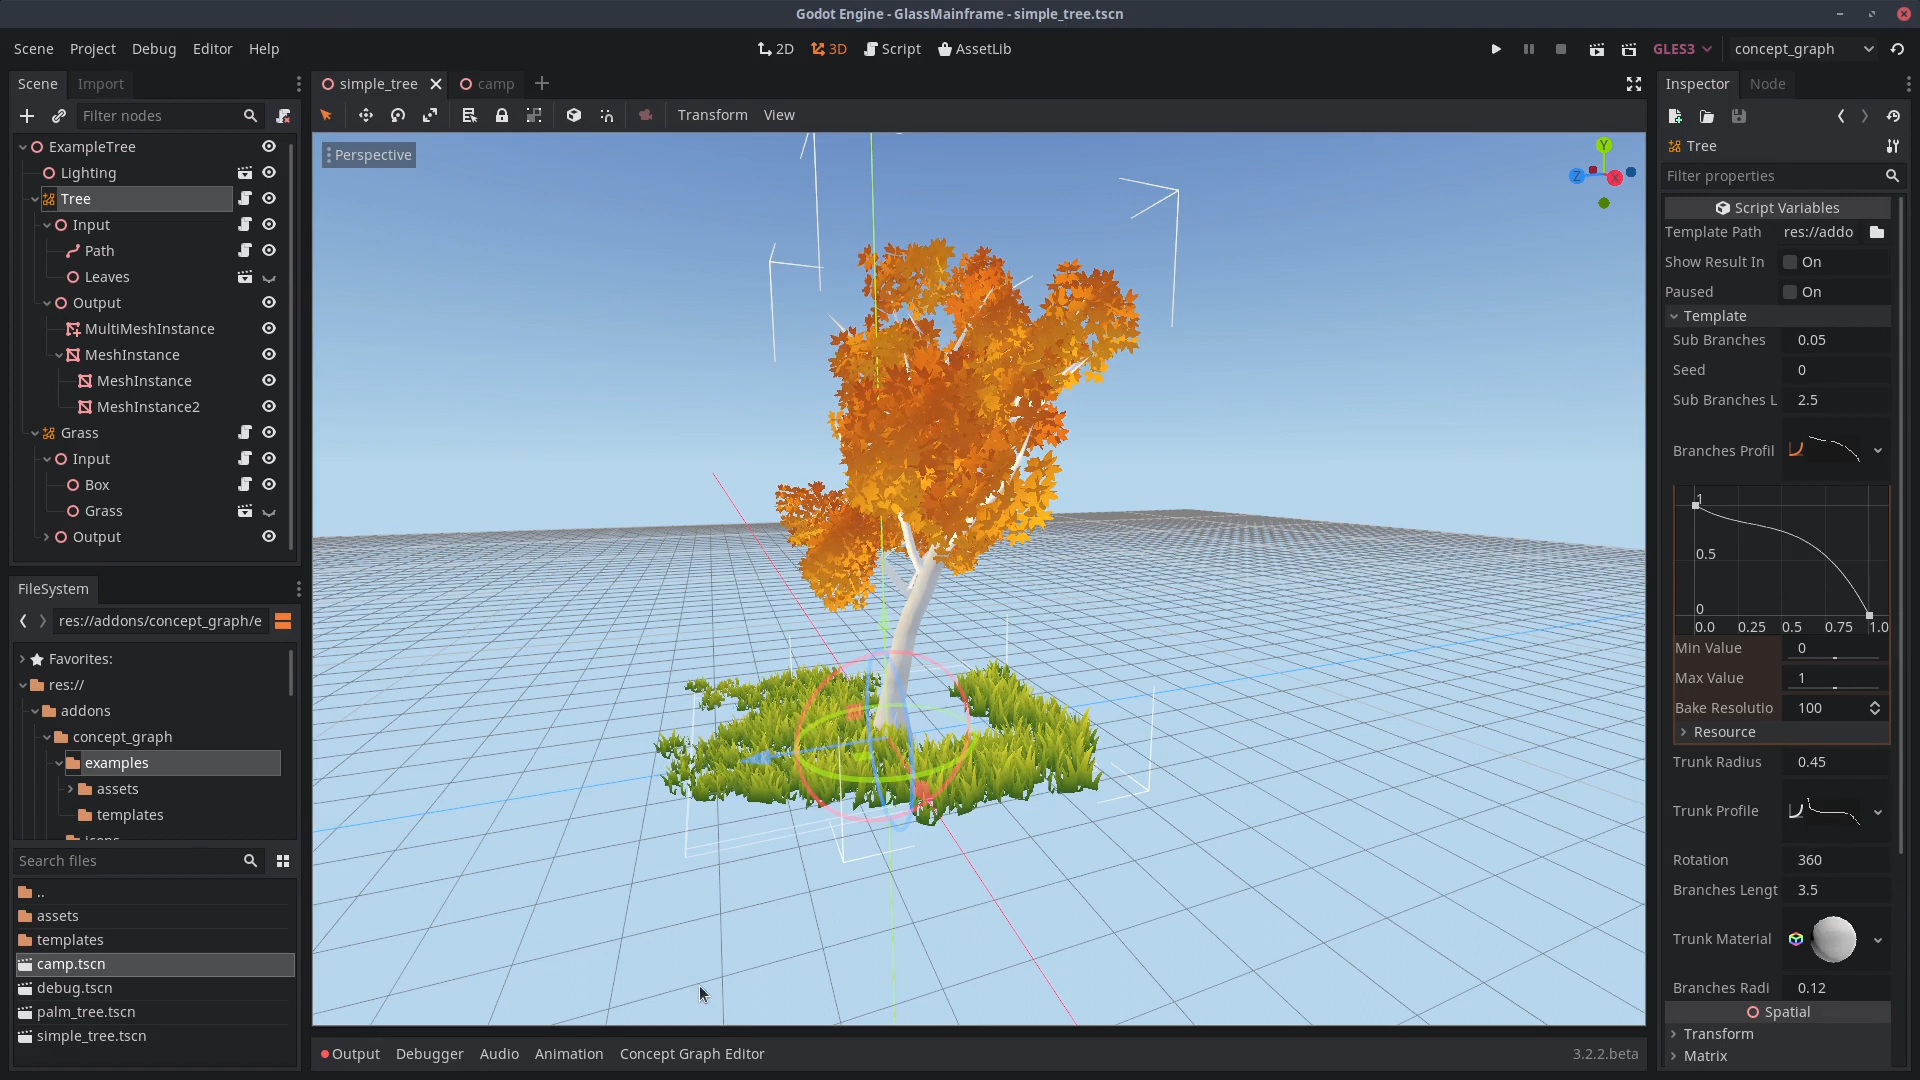 Godot Engine - GlassMainframe - simple_tree.tscn
Scene Project Debug Editor Help
2D 3D Script AssetLib
GLES3 concept_graph
Scene Import
Filter nodes
ExampleTree
Lighting
Tree
Input
Path
Leaves
Output
MultiMeshInstance
MeshInstance
MeshInstance
MeshInstance2
Grass
Input
Box
Grass
Output
FileSystem
res://addons/concept_graph/e
Favorites:
res://
addons
concept_graph
examples
assets
templates
Search files
..
assets
templates
camp.tscn
debug.tscn
palm_tree.tscn
simple_tree.tscn
simple_tree camp
Transform View
Perspective
Y
Z
X
Output Debugger Audio Animation Concept Graph Editor
3.2.2.beta
Inspector Node
Tree
Filter properties
Script Variables
Template Path res://addo
Show Result In On
Paused On
Template
Sub Branches 0.05
Seed 0
Sub Branches L 2.5
Branches Profil
1
0.5
0
0.0 0.25 0.5 0.75 1.0
Min Value 0
Max Value 1
Bake Resolutio 100
Resource
Trunk Radius 0.45
Trunk Profile
Rotation 360
Branches Lengt 3.5
Trunk Material
Branches Radi 0.12
Spatial
Transform
Matrix